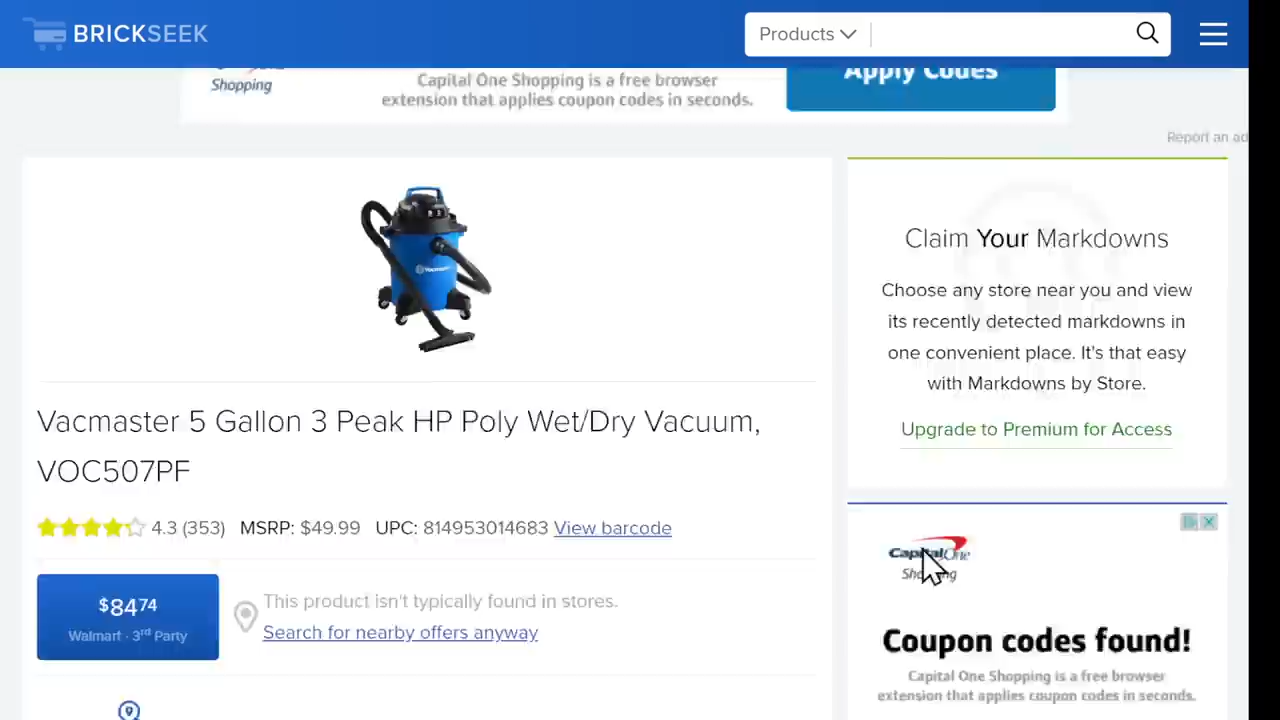 BRICKSEEK
Products
Shopping
Capital One Shopping is a free browser
extension that applies coupon codes in seconds.
Apply Codes
Report an ad
Vacmaster 5 Gallon 3 Peak HP Poly Wet/Dry Vacuum,
VOC507PF
4.3 (353) MSRP: $49.99 UPC: 814953014683 View barcode
$84.74
Walmart · 3rd Party
This product isn't typically found in stores.
Search for nearby offers anyway
Claim Your Markdowns
Choose any store near you and view
its recently detected markdowns in
one convenient place. It's that easy
with Markdowns by Store.
Upgrade to Premium for Access
CapitalOne
Shopping
Coupon codes found!
Capital One Shopping is a free browser
extension that applies coupon codes in seconds.